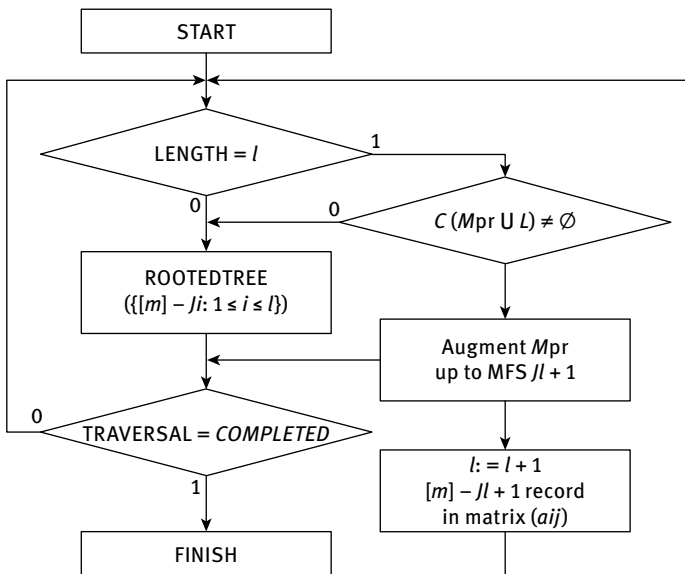 START
LENGTH = l
1
0
0
C (Mpr U L) ≠ ∅
ROOTEDTREE
({[m] – Ji: 1 ≤ i ≤ l})
Augment Mpr
up to MFS Jl + 1
0
TRAVERSAL = COMPLETED
1
l: = l + 1
[m] – Jl + 1 record
in matrix (aij)
FINISH